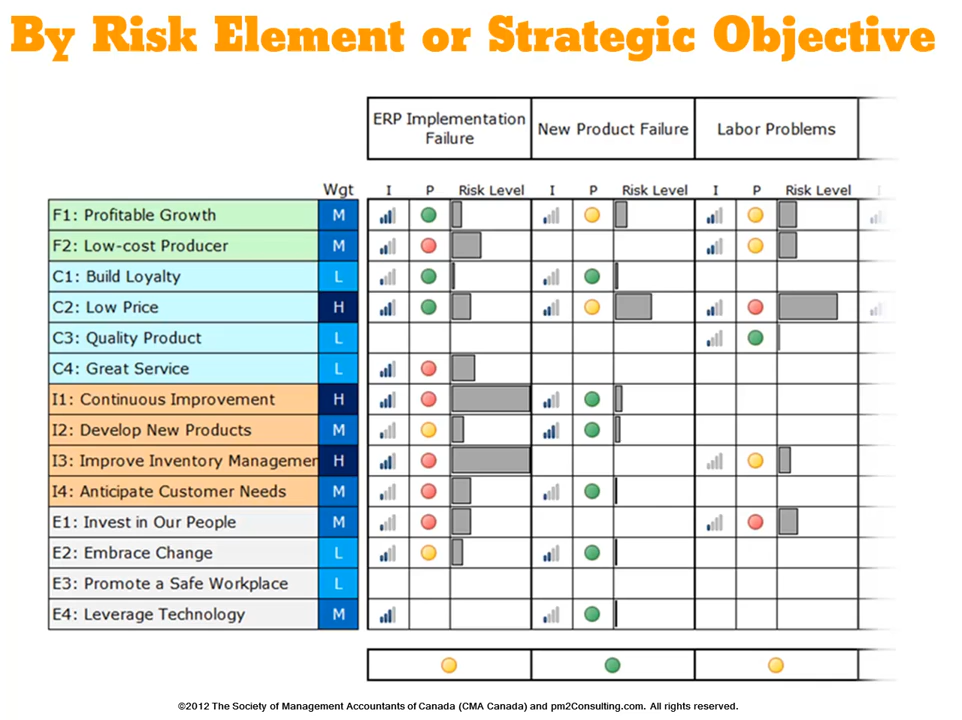 By Risk Element or Strategic Objective
ERP Implementation
Failure
New Product Failure
Labor Problems
Wgt I P Risk Level I P Risk Level I P Risk Level I
F1: Profitable Growth M
F2: Low-cost Producer M
C1: Build Loyalty L
C2: Low Price H
C3: Quality Product L
C4: Great Service L
I1: Continuous Improvement H
I2: Develop New Products M
I3: Improve Inventory Managemen H
I4: Anticipate Customer Needs M
E1: Invest in Our People M
E2: Embrace Change L
E3: Promote a Safe Workplace L
E4: Leverage Technology M
©2012 The Society of Management Accountants of Canada (CMA Canada) and pm2Consulting.com. All rights reserved.